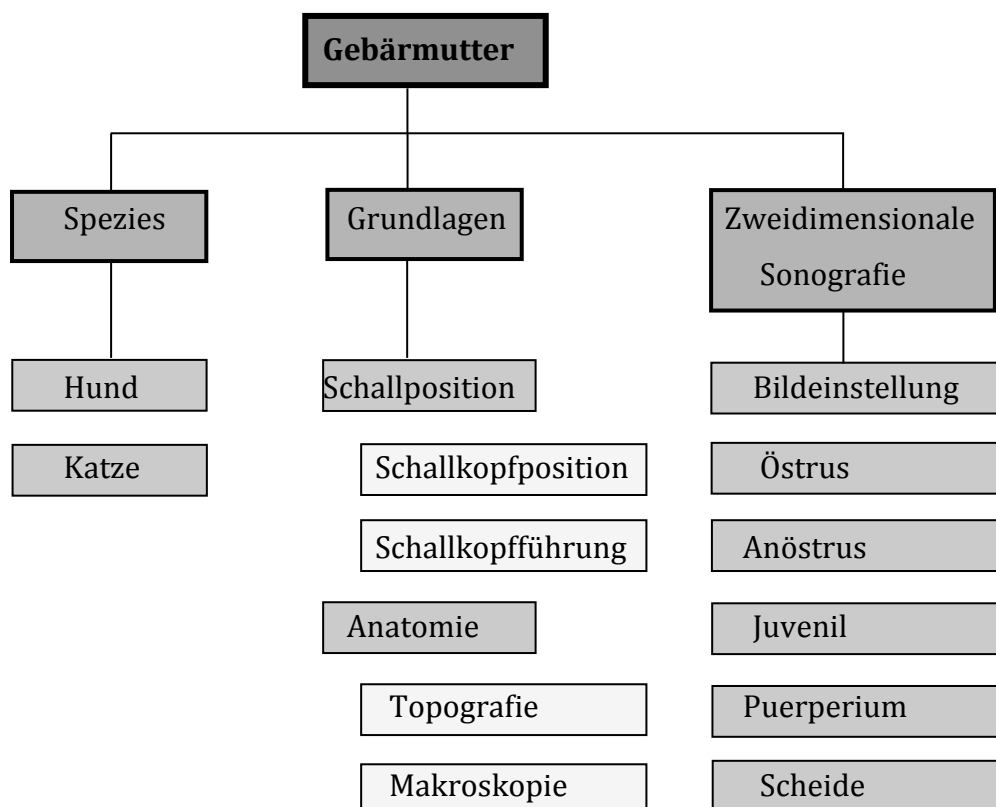 Gebärmutter
Spezies
Hund
Katze
Grundlagen
Schallposition
Schallkopfposition
Schallkopfführung
Anatomie
Topografie
Makroskopie
Zweidimensionale
Sonografie
Bildeinstellung
Östrus
Anöstrus
Juvenil
Puerperium
Scheide